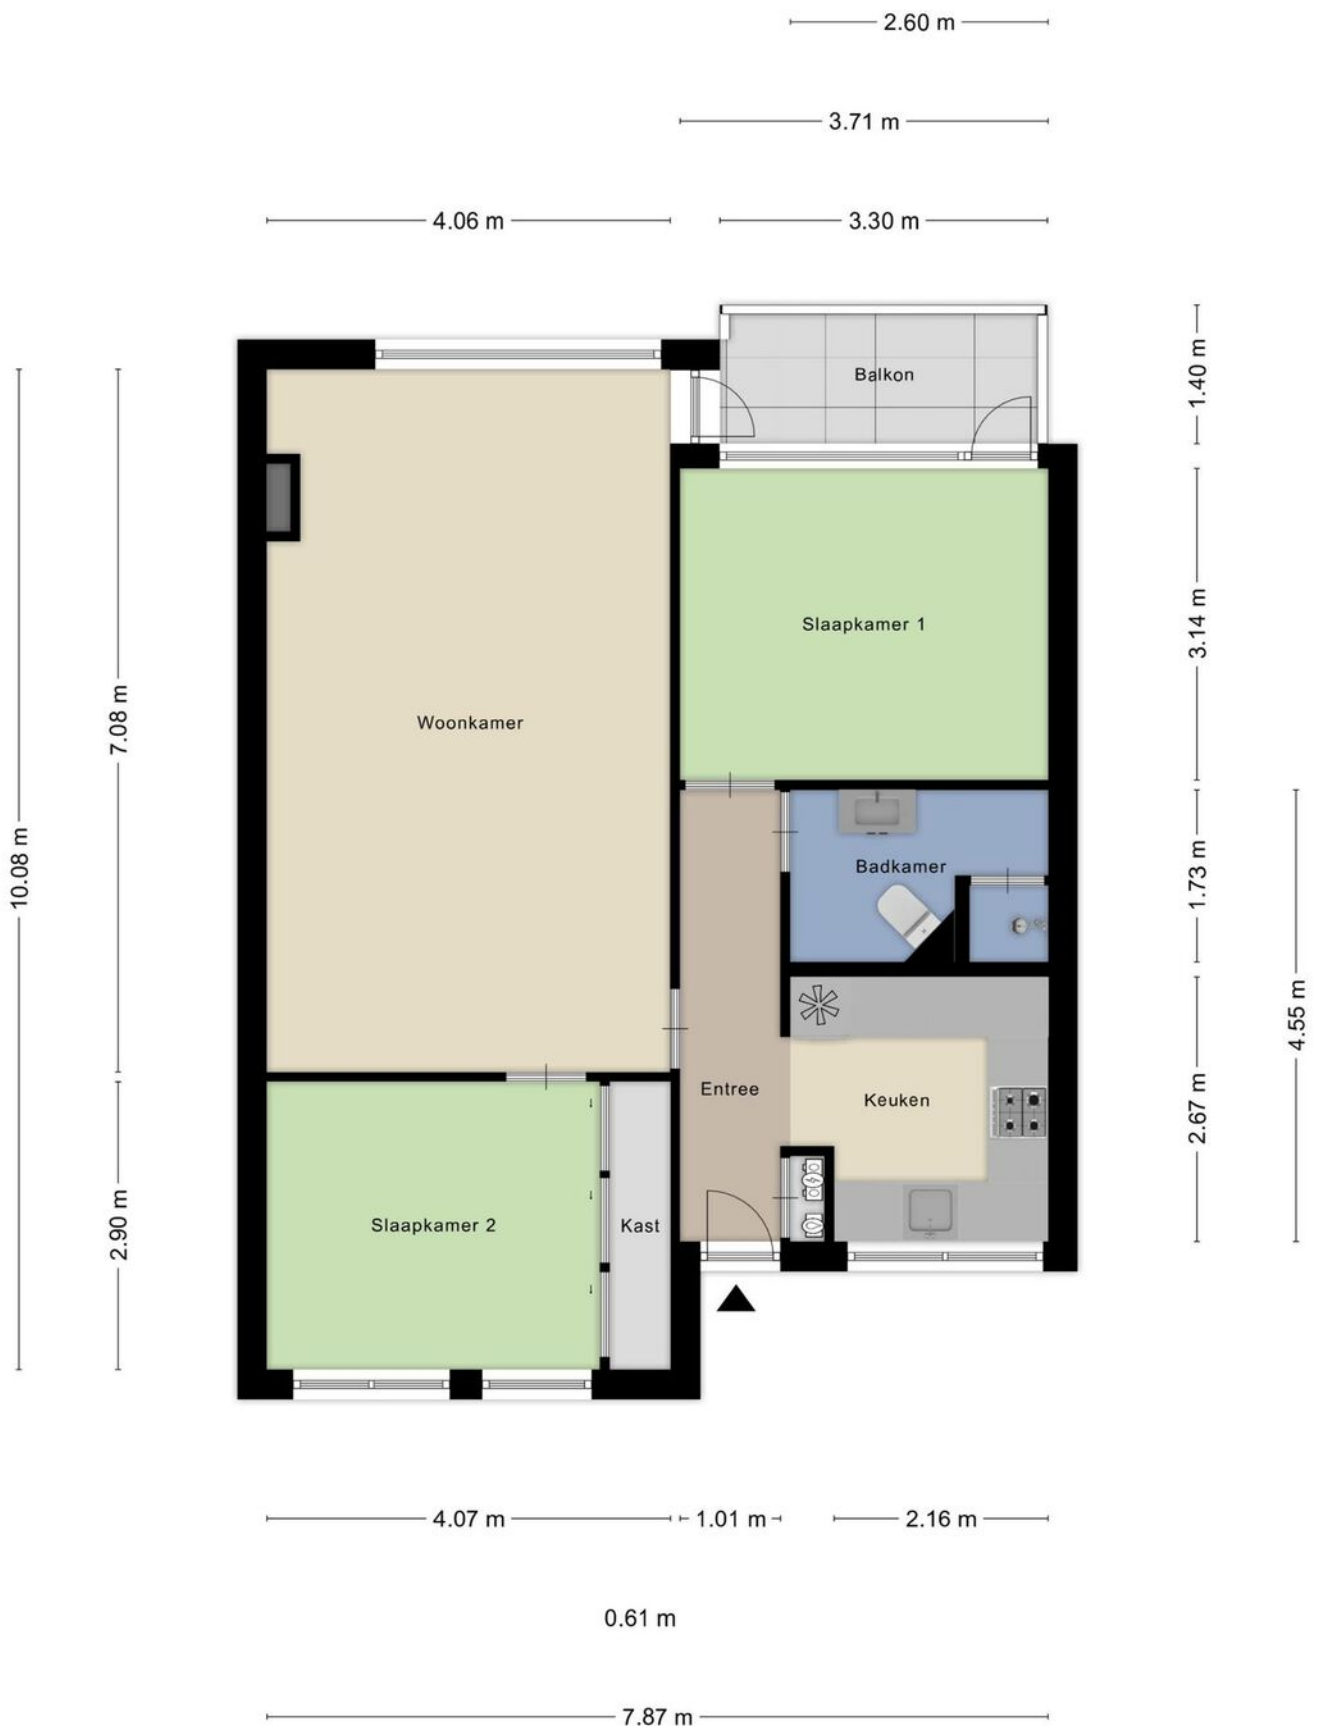 2.60 m
3.71 m
4.06 m
3.30 m
1.40 m
Balkon
3.14 m
Slaapkamer 1
7.08 m
Woonkamer
10.08 m
1.73 m
Badkamer
4.55 m
Entree
Keuken
2.67 m
2.90 m
Slaapkamer 2
Kast
4.07 m
1.01 m
2.16 m
0.61 m
7.87 m